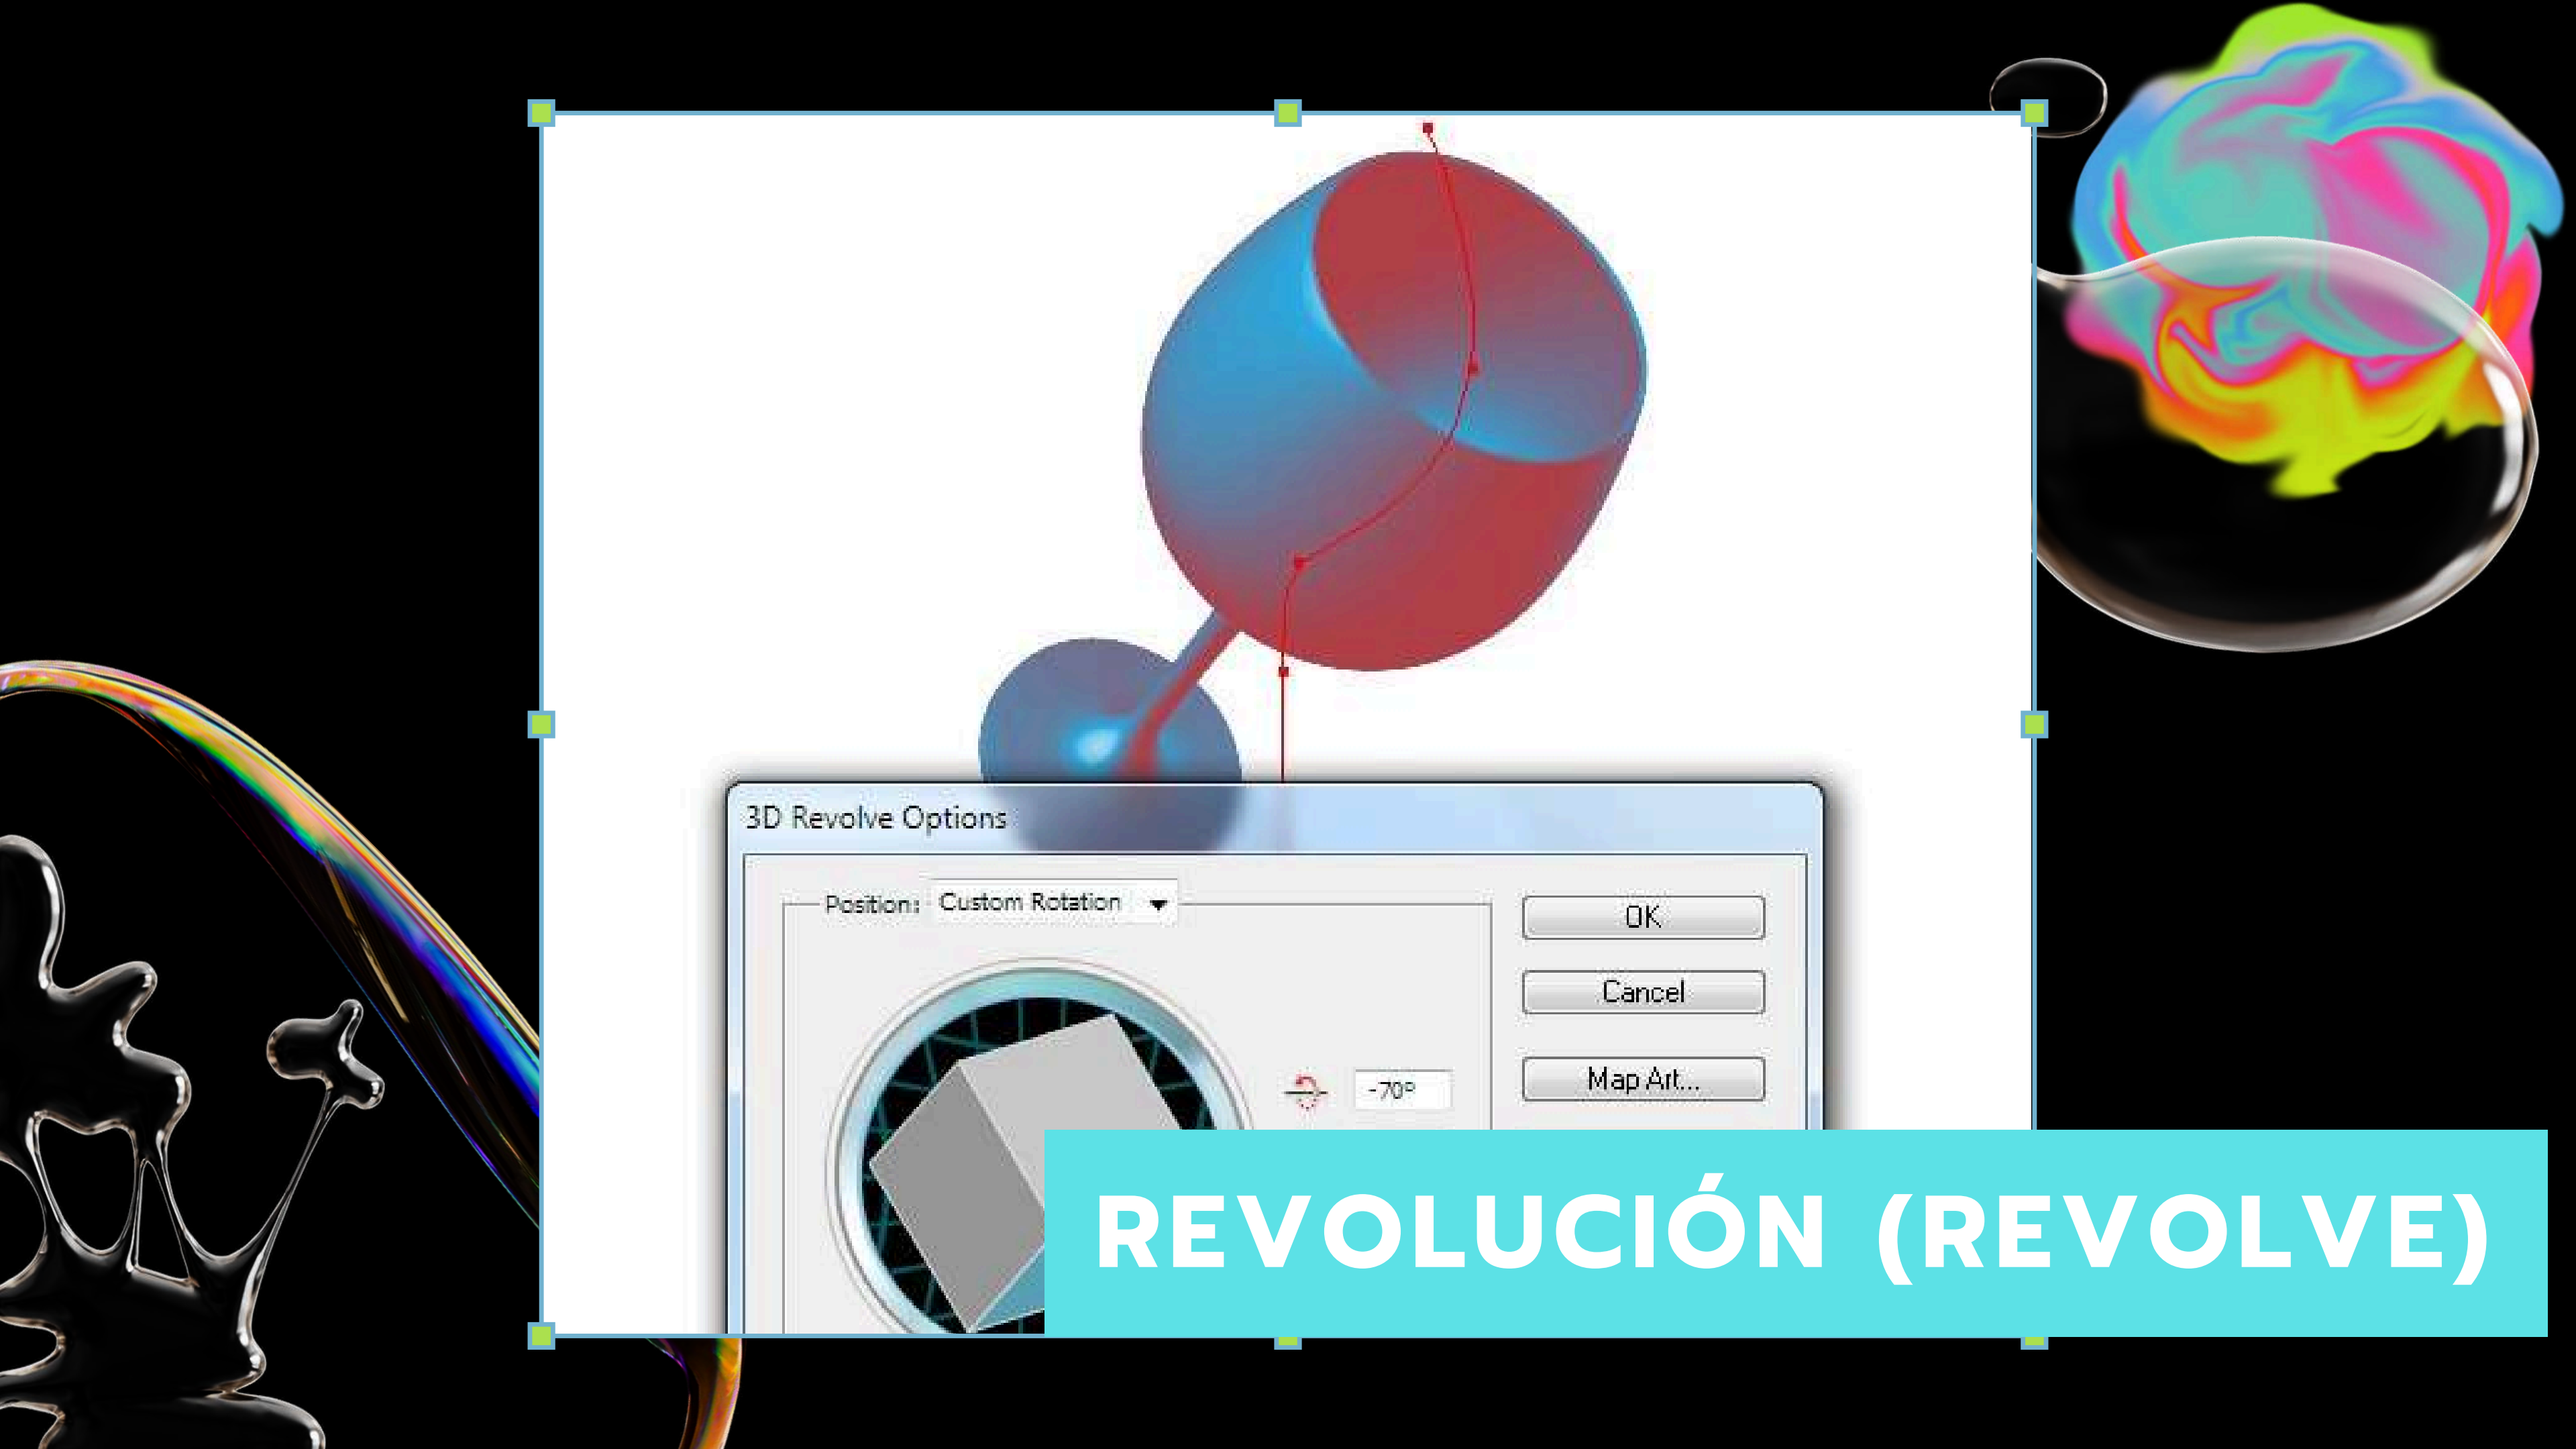 3D Revolve Options
Position: Custom Rotation
OK
Cancel
Map Art...
-70°
REVOLUCIÓN (REVOLVE)